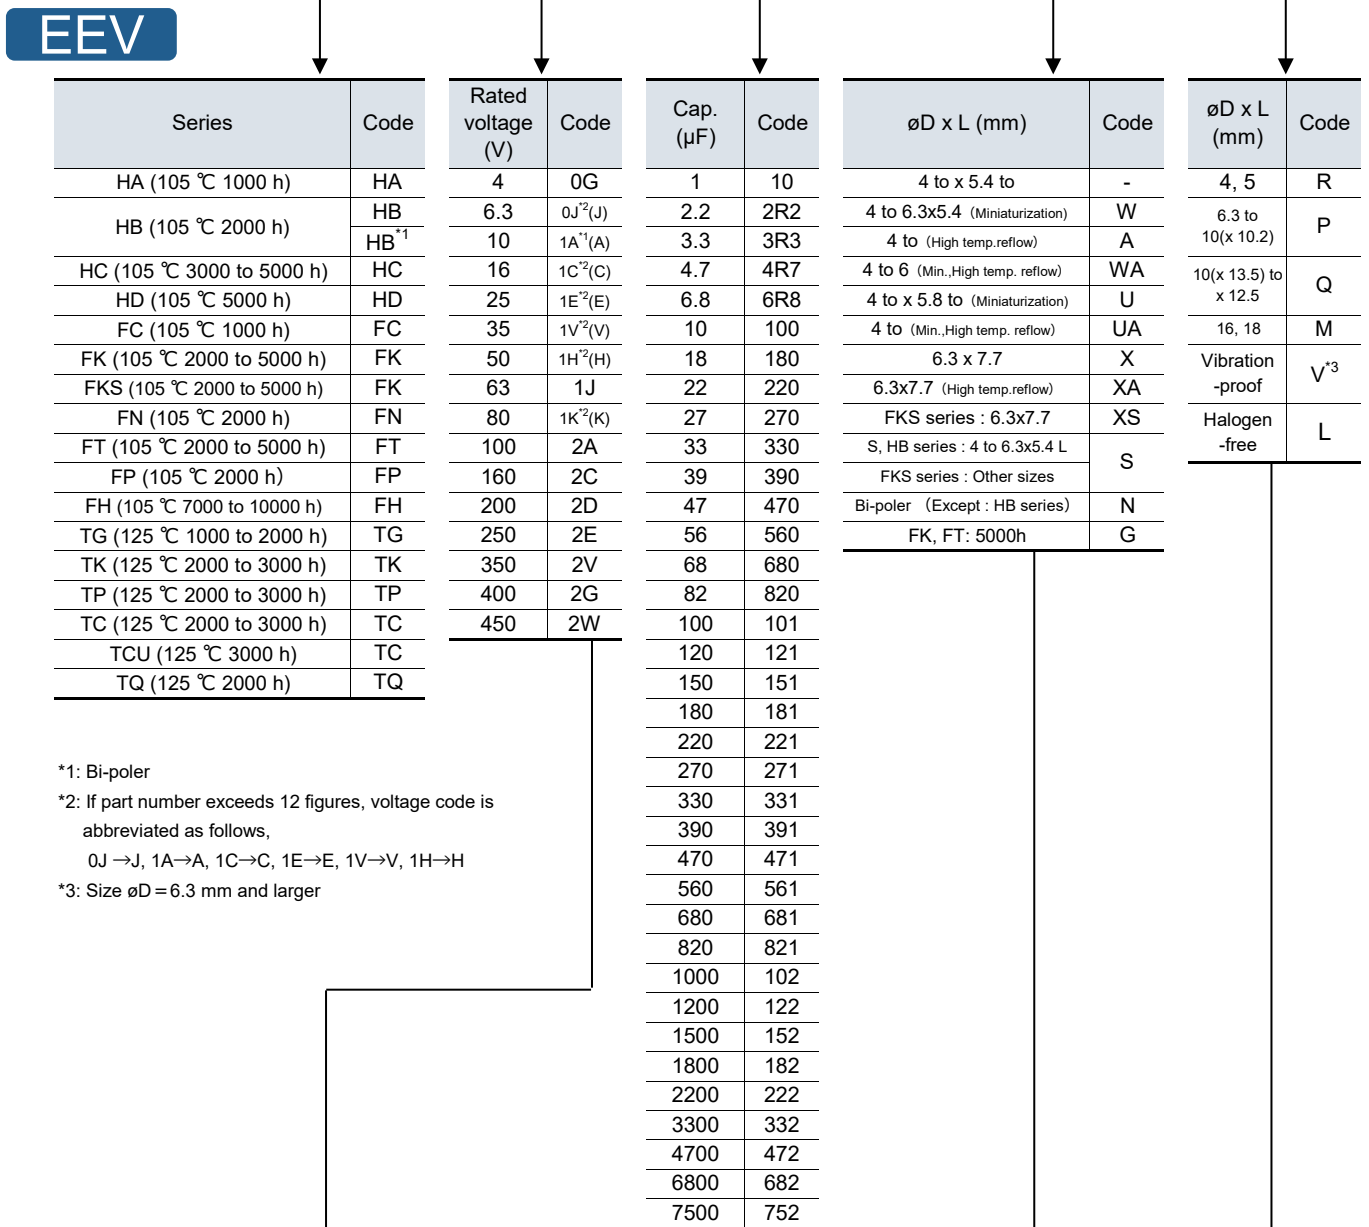 EEV
Series Code
HA (105 ℃ 1000 h) HA
HB (105 ℃ 2000 h) HB
HB*1
HC (105 ℃ 3000 to 5000 h) HC
HD (105 ℃ 5000 h) HD
FC (105 ℃ 1000 h) FC
FK (105 ℃ 2000 to 5000 h) FK
FKS (105 ℃ 2000 to 5000 h) FK
FN (105 ℃ 2000 h) FN
FT (105 ℃ 2000 to 5000 h) FT
FP (105 ℃ 2000 h) FP
FH (105 ℃ 7000 to 10000 h) FH
TG (125 ℃ 1000 to 2000 h) TG
TK (125 ℃ 2000 to 3000 h) TK
TP (125 ℃ 2000 to 3000 h) TP
TC (125 ℃ 2000 to 3000 h) TC
TCU (125 ℃ 3000 h) TC
TQ (125 ℃ 2000 h) TQ
Rated
voltage Code
(V)
4 0G
6.3 0J*2(J)
10 1A*1(A)
16 1C*2(C)
25 1E*2(E)
35 1V*2(V)
50 1H*2(H)
63 1J
80 1K*2(K)
100 2A
160 2C
200 2D
250 2E
350 2V
400 2G
450 2W
Cap.
(µF) Code
1 10
2.2 2R2
3.3 3R3
4.7 4R7
6.8 6R8
10 100
18 180
22 220
27 270
33 330
39 390
47 470
56 560
68 680
82 820
100 101
120 121
150 151
180 181
220 221
270 271
330 331
390 391
470 471
560 561
680 681
820 821
1000 102
1200 122
1500 152
1800 182
2200 222
3300 332
4700 472
6800 682
7500 752
øD x L (mm) Code
4 to x 5.4 to -
4 to 6.3x5.4（Miniaturization) W
4 to（High temp.reflow) A
4 to 6（Min.,High temp. reflow) WA
4 to x 5.8 to（Miniaturization) U
4 to（Min.,High temp. reflow) UA
6.3 x 7.7 X
6.3x7.7（High temp.reflow) XA
FKS series : 6.3x7.7 XS
S, HB series : 4 to 6.3x5.4 L S
FKS series : Other sizes
Bi-poler （Except : HB series） N
FK, FT: 5000h G
øD x L
(mm) Code
4, 5 R
6.3 to
10(x 10.2) P
10(x 13.5) to
x 12.5 Q
16, 18 M
Vibration
-proof V*3
Halogen
-free L
*1: Bi-poler
*2: If part number exceeds 12 figures, voltage code is
abbreviated as follows,
0J →J, 1A→A, 1C→C, 1E→E, 1V→V, 1H→H
*3: Size øD＝6.3 mm and larger